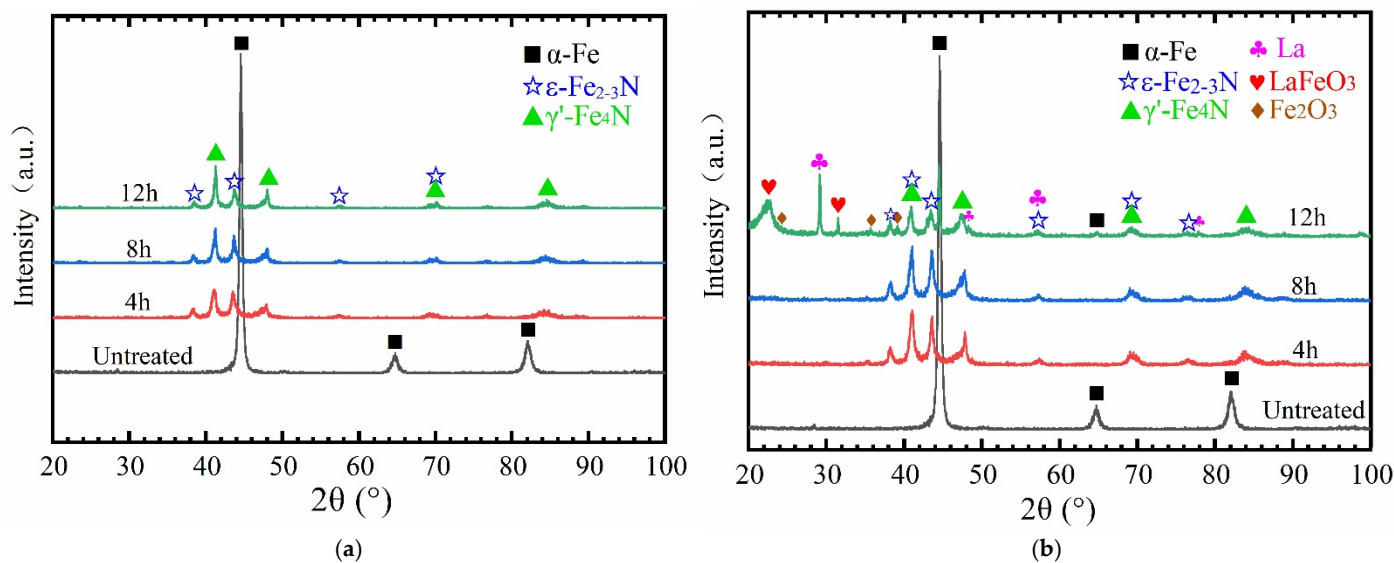 Intensity (a.u.)
α-Fe
ε-Fe2-3N
γ'-Fe4N
12h
8h
4h
Untreated
20 30 40 50 60 70 80 90 100
2θ (°)
(a)
Intensity (a.u.)
α-Fe La
ε-Fe2-3N LaFeO3
γ'-Fe4N Fe2O3
12h
8h
4h
Untreated
20 30 40 50 60 70 80 90 100
2θ (°)
(b)